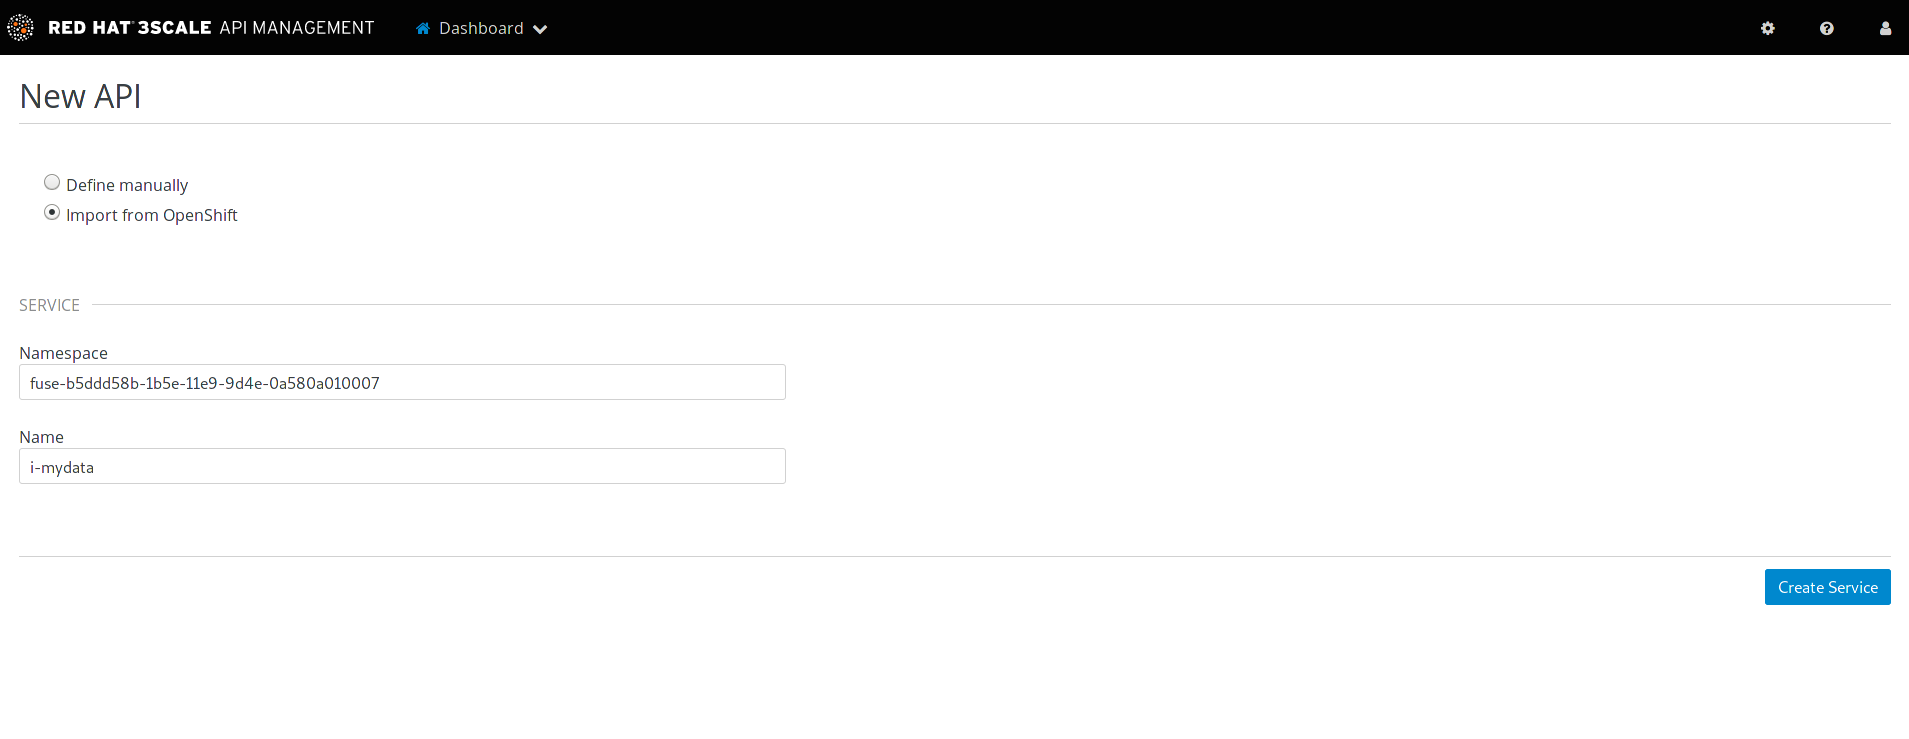 RED HAT 3SCALE API MANAGEMENT Dashboard
New API
Define manually
Import from OpenShift
SERVICE
Namespace
fuse-b5ddd58b-1b5e-11e9-9d4e-0a580a010007
Name
i-mydata
Create Service